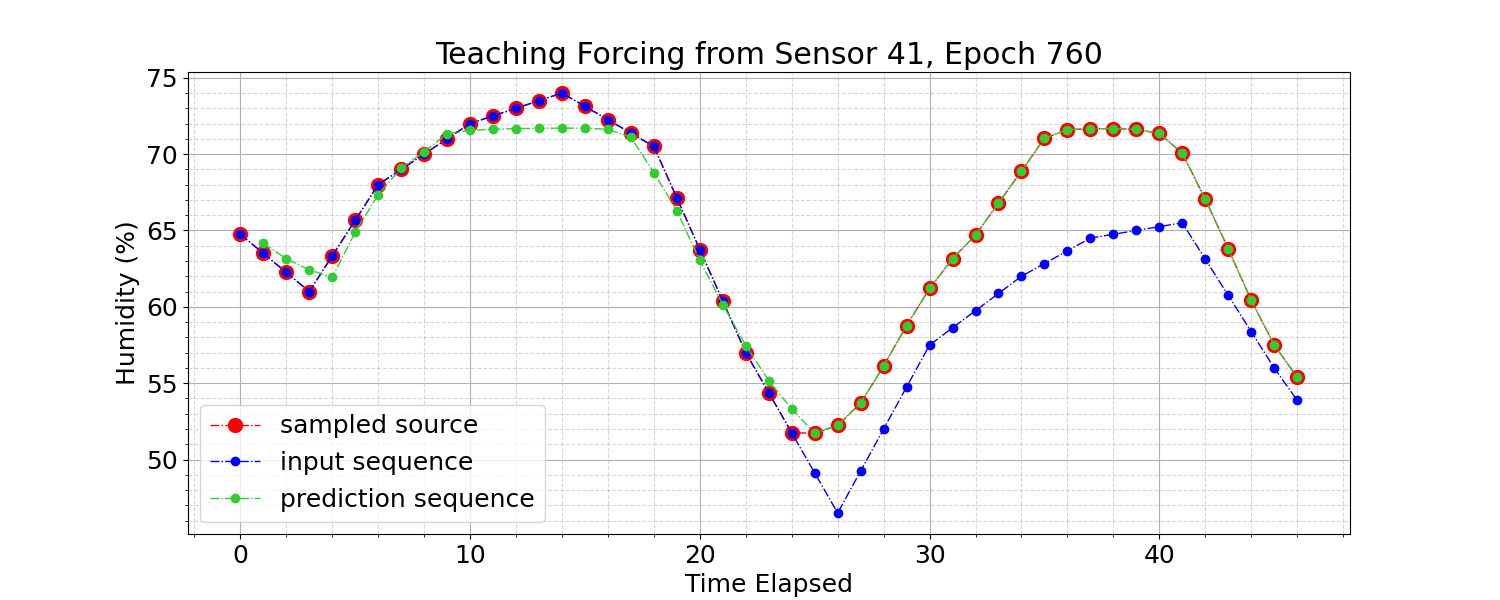 Teaching Forcing from Sensor 41, Epoch 760
75
70
65
60
55
50
Humidity (%)
sampled source
input sequence
prediction sequence
0 10 20 30 40
Time Elapsed